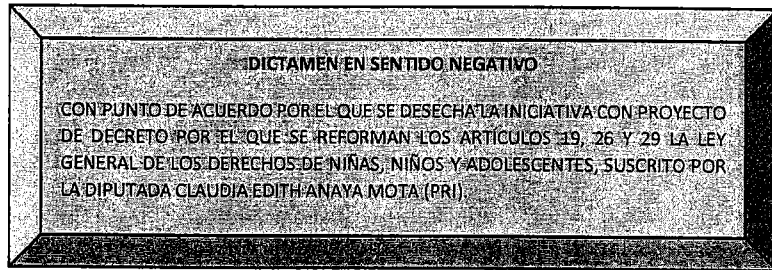 DICTAMEN EN SENTIDO NEGATIVO
CON PUNTO DE ACUERDO POR EL QUE SE DESECHA LA INICIATIVA CON PROYECTO
DE DECRETO POR EL QUE SE REFORMAN LOS ARTÍCULOS 19, 26 Y 29 LA LEY
GENERAL DE LOS DERECHOS DE NIÑAS, NIÑOS Y ADOLESCENTES, SUSCRITO POR
LA DIPUTADA CLAUDIA EDITH ANAYA MOTA (PRI).